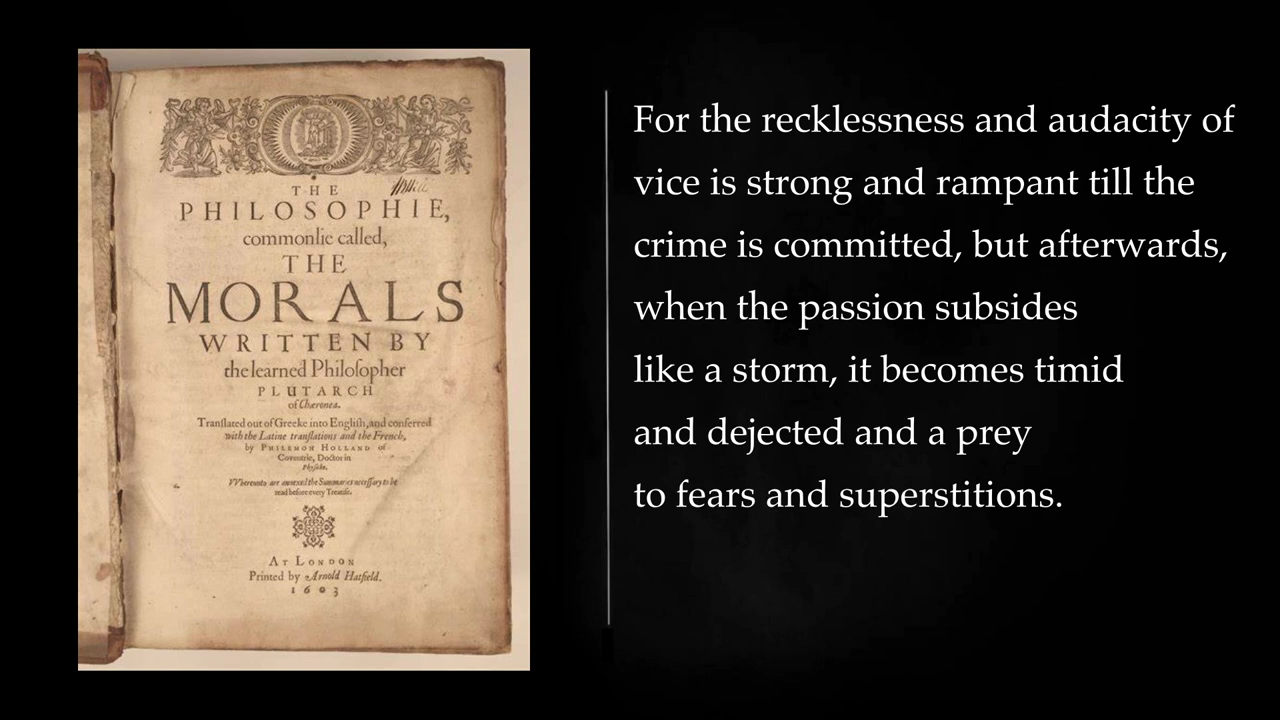 THE
PHILOSOPHIE,
commonlie called,
THE
MORALS
WRITTEN BY
the learned Philoſopher
PLUTARCH
of Chæronea.
Tranſlated out of Greeke into Engliſh, and conferred
with the Latine tranſlations and the French,
by PHILEMON HOLLAND of
Coventrie, Doctor in
Phyſicke.
VVhereunto are annexed the Summaries neceſſary to be
read before every Treatiſe.
AT LONDON
Printed by Arnold Hatfield.
1603
For the recklessness and audacity of
vice is strong and rampant till the
crime is committed, but afterwards,
when the passion subsides
like a storm, it becomes timid
and dejected and a prey
to fears and superstitions.